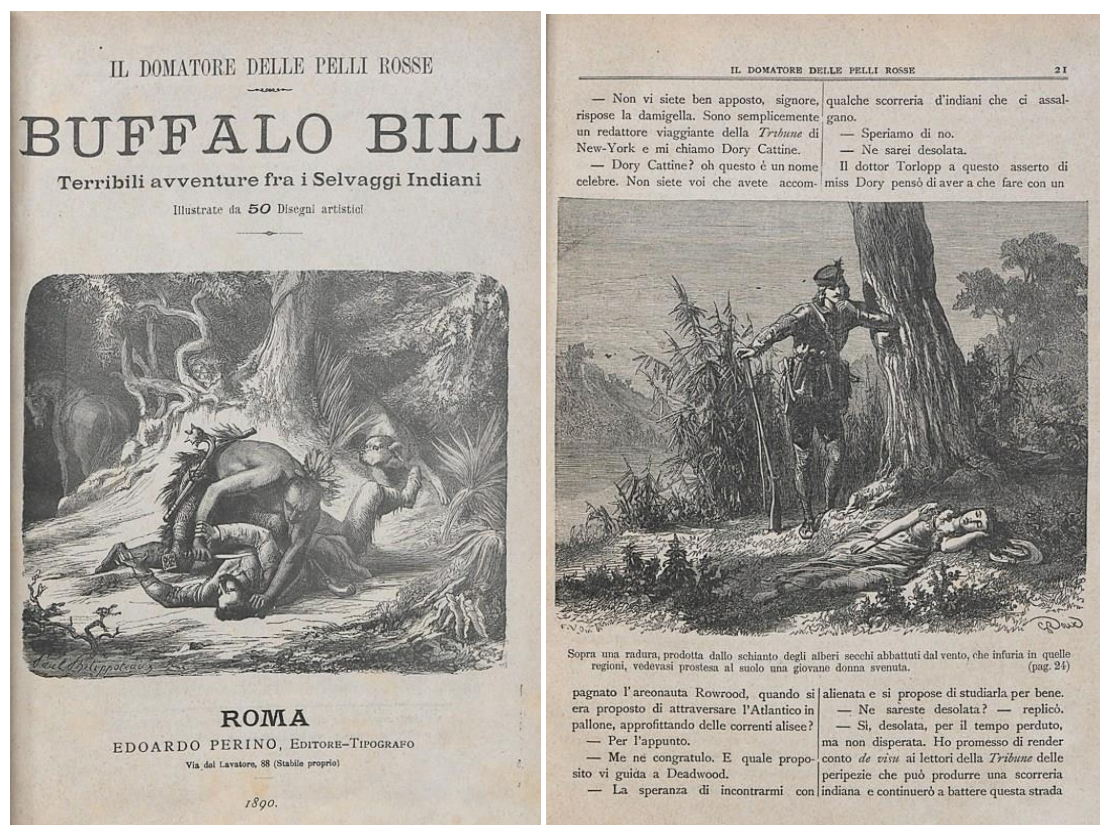 IL DOMATORE DELLE PELLI ROSSE
BUFFALO BILL
Terribili avventure fra i Selvaggi Indiani
Illustrate da 50 Disegni artistici
ROMA
EDOARDO PERINO, EDITORE-TIPOGRAFO
Via del Lavatore, 88 (Stabile proprio)
1890.
IL DOMATORE DELLE PELLI ROSSE 21
— Non vi siete ben apposto, signore,
rispose la damigella. Sono semplicemente
un redattore viaggiante della Tribune di
New-York e mi chiamo Dory Cattine.
— Dory Cattine? oh questo è un nome
celebre. Non siete voi che avete accom-
qualche scorreria d'indiani che ci assal-
gano.
— Speriamo di no.
— Ne sarei desolata.
Il dottor Torlopp a questo asserto di
miss Dory pensò di aver a che fare con un
Sopra una radura, prodotta dallo schianto degli alberi secchi abbattuti dal vento, che infuria in quelle
regioni, vedevasi prostesa al suolo una giovane donna svenuta. (pag. 24)
pagnato l'areonauta Rowrood, quando si
era proposto di attraversare l'Atlantico in
pallone, approfittando delle correnti alisee?
— Per l'appunto.
— Me ne congratulo. E quale propo-
sito vi guida a Deadwood.
— La speranza di incontrarmi con
alienata e si propose di studiarla per bene.
— Ne sareste desolata? — replicò.
— Sì, desolata, per il tempo perduto,
ma non disperata. Ho promesso di render
conto de visu ai lettori della Tribune delle
peripezie che può produrre una scorreria
indiana e continuerò a battere questa strada